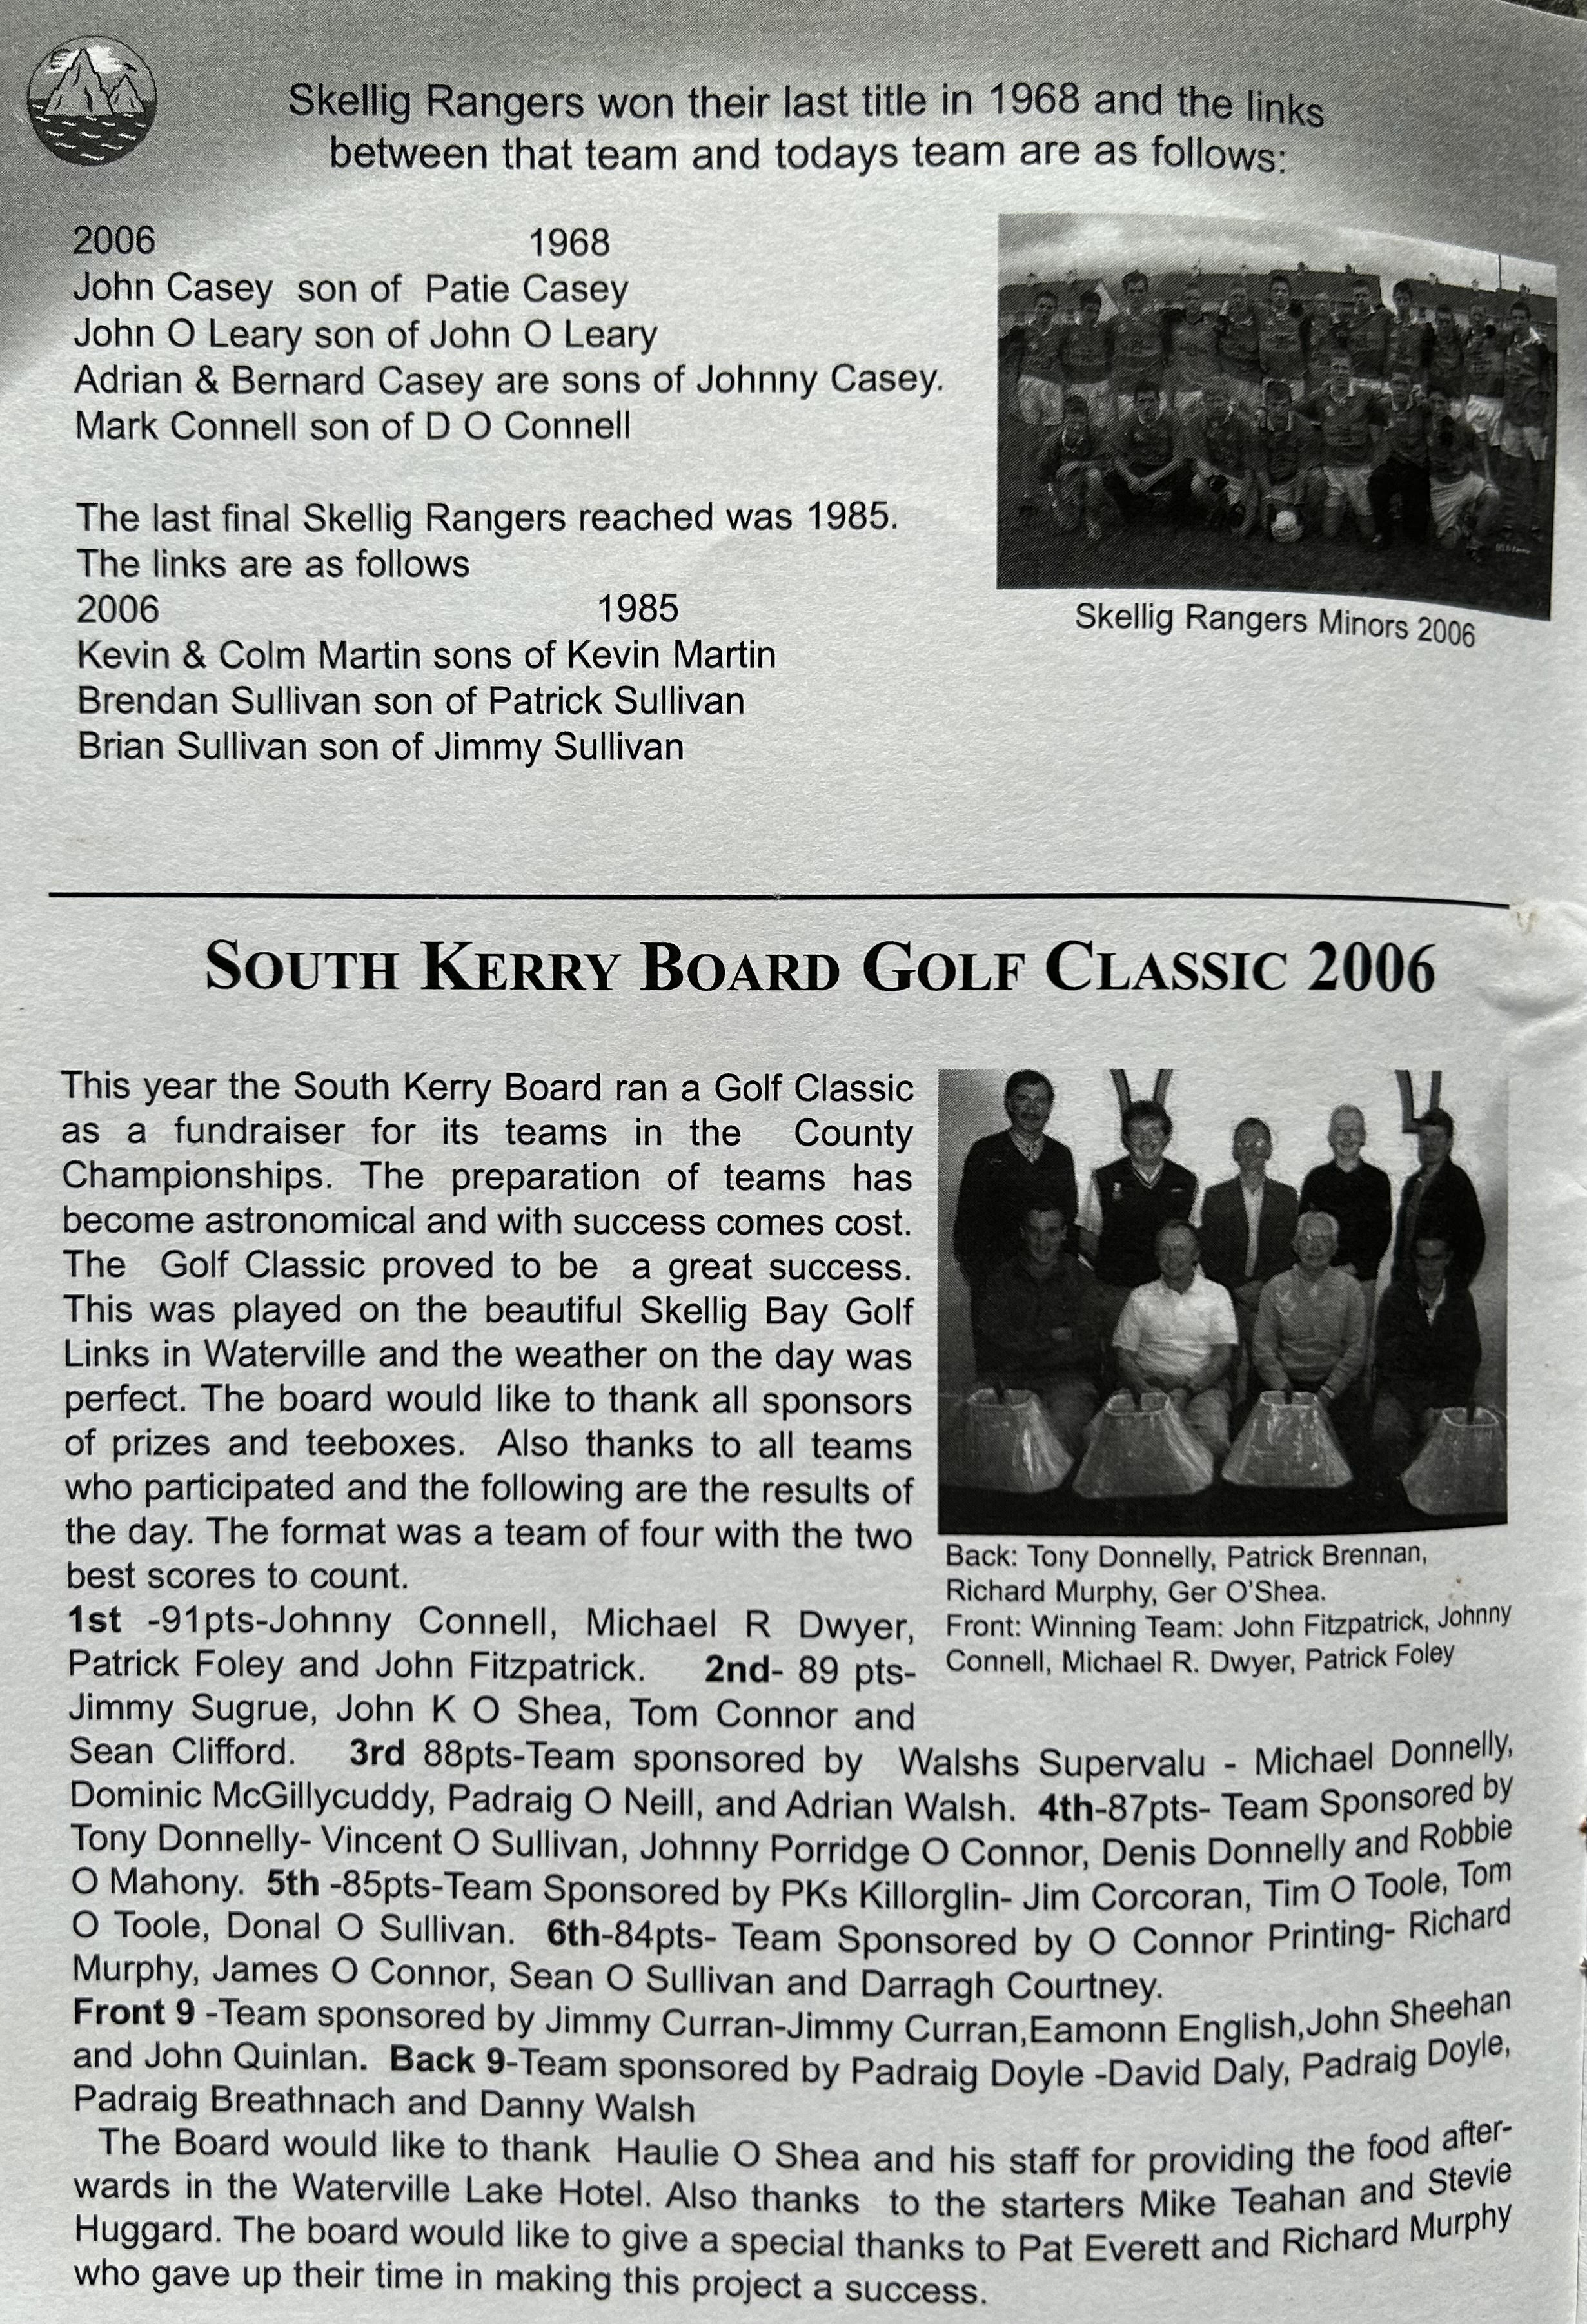 Skellig Rangers won their last title in 1968 and the links
between that team and todays team are as follows:
2006 1968
John Casey son of Patie Casey
John O Leary son of John O Leary
Adrian & Bernard Casey are sons of Johnny Casey.
Mark Connell son of D O Connell
The last final Skellig Rangers reached was 1985.
The links are as follows
2006 1985
Kevin & Colm Martin sons of Kevin Martin
Brendan Sullivan son of Patrick Sullivan
Brian Sullivan son of Jimmy Sullivan
Skellig Rangers Minors 2006
SOUTH KERRY BOARD GOLF CLASSIC 2006
This year the South Kerry Board ran a Golf Classic
as a fundraiser for its teams in the County
Championships. The preparation of teams has
become astronomical and with success comes cost.
The Golf Classic proved to be a great success.
This was played on the beautiful Skellig Bay Golf
Links in Waterville and the weather on the day was
perfect. The board would like to thank all sponsors
of prizes and teeboxes. Also thanks to all teams
who participated and the following are the results of
the day. The format was a team of four with the two
best scores to count.
1st -91pts-Johnny Connell, Michael R Dwyer,
Patrick Foley and John Fitzpatrick. 2nd- 89 pts-
Jimmy Sugrue, John K O Shea, Tom Connor and
Back: Tony Donnelly, Patrick Brennan,
Richard Murphy, Ger O'Shea.
Front: Winning Team: John Fitzpatrick, Johnny
Connell, Michael R. Dwyer, Patrick Foley
Sean Clifford. 3rd 88pts-Team sponsored by Walshs Supervalu - Michael Donnelly,
Dominic McGillycuddy, Padraig O Neill, and Adrian Walsh. 4th-87pts- Team Sponsored by
Tony Donnelly- Vincent O Sullivan, Johnny Porridge O Connor, Denis Donnelly and Robbie
O Mahony. 5th -85pts-Team Sponsored by PKs Killorglin- Jim Corcoran, Tim O Toole, Tom
O Toole, Donal O Sullivan. 6th-84pts- Team Sponsored by O Connor Printing- Richard
Murphy, James O Connor, Sean O Sullivan and Darragh Courtney.
Front 9 -Team sponsored by Jimmy Curran-Jimmy Curran,Eamonn English,John Sheehan
and John Quinlan. Back 9-Team sponsored by Padraig Doyle -David Daly, Padraig Doyle,
Padraig Breathnach and Danny Walsh
The Board would like to thank Haulie O Shea and his staff for providing the food after-
wards in the Waterville Lake Hotel. Also thanks to the starters Mike Teahan and Stevie
Huggard. The board would like to give a special thanks to Pat Everett and Richard Murphy
who gave up their time in making this project a success.